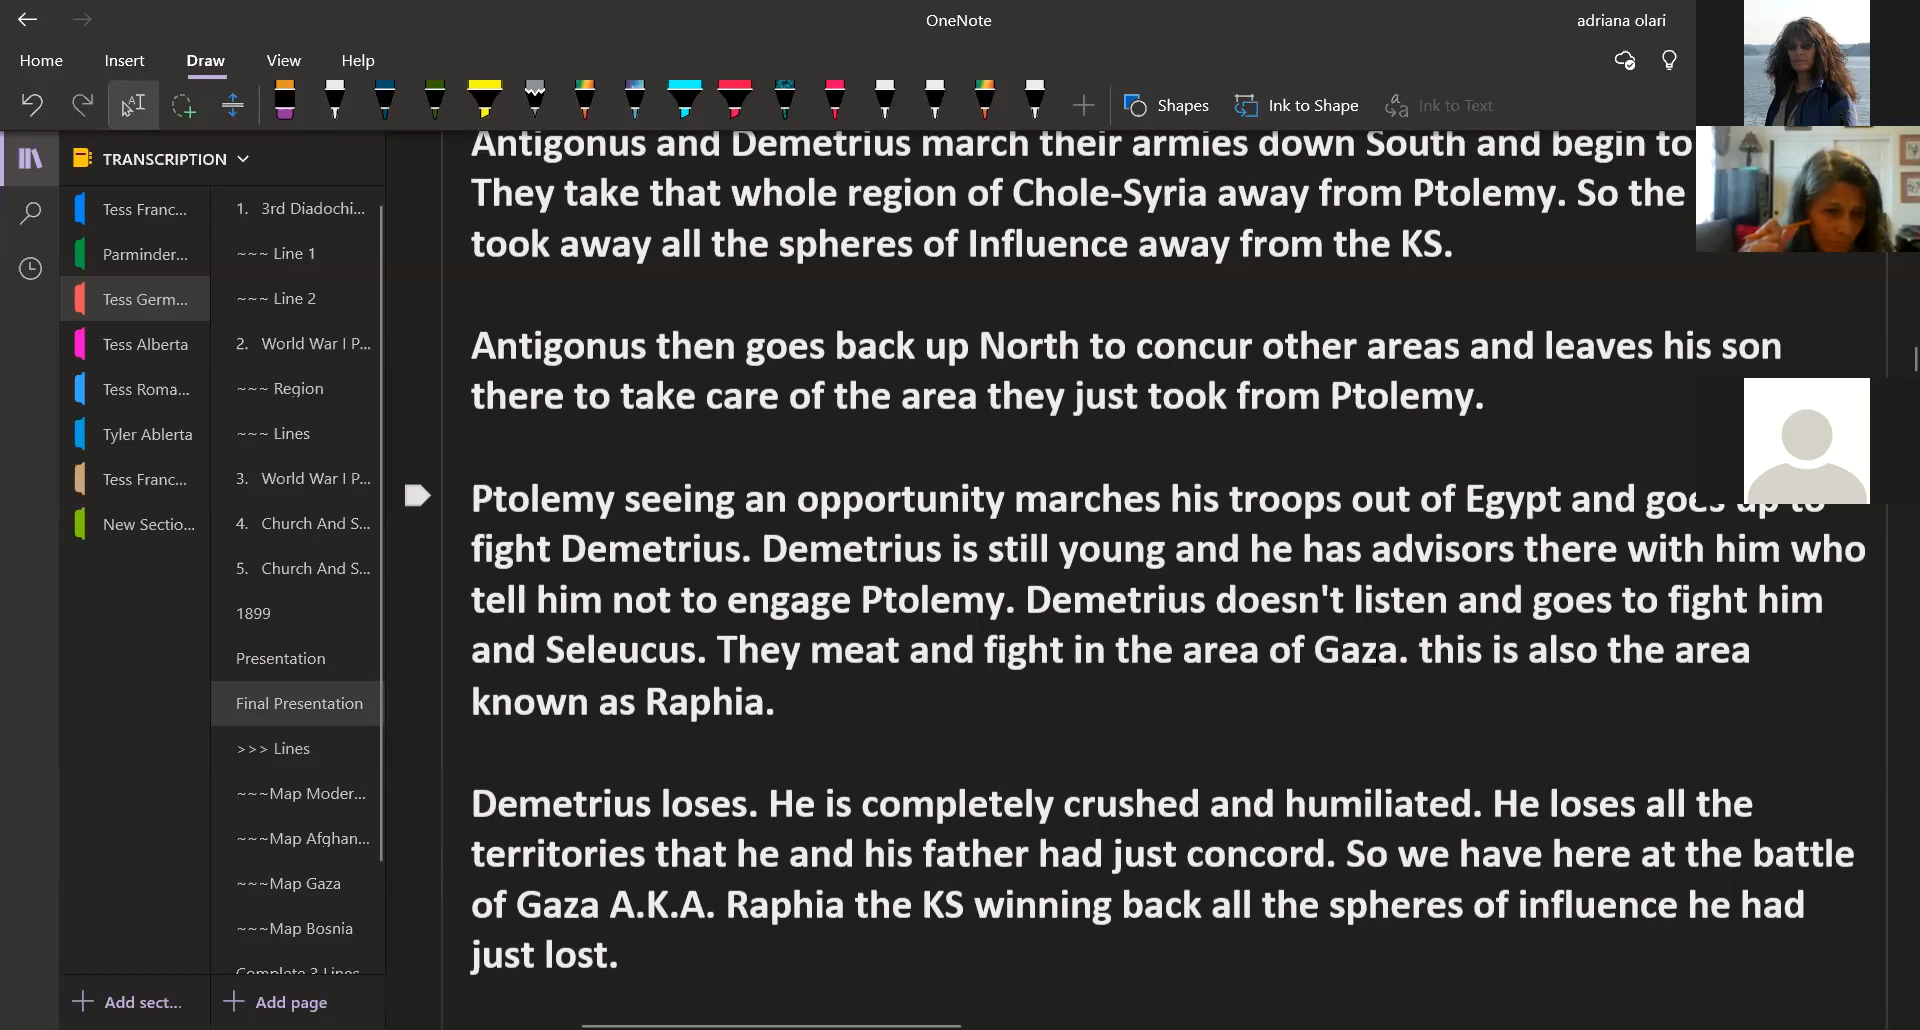 OneNote
adriana olari
Home
Insert
Draw
View
Help
Shapes
Ink to Shape
Ink to Text
TRANSCRIPTION
Tess Franc...
Parminder...
Tess Germ...
Tess Alberta
Tess Roma...
Tyler Ablerta
Tess Franc...
New Sectio...
Add sect...
1. 3rd Diadochi...
~~~ Line 1
~~~ Line 2
2. World War I P...
~~~ Region
~~~ Lines
3. World War I P...
4. Church And S...
5. Church And S...
1899
Presentation
Final Presentation
>>> Lines
~~~Map Moder...
~~~Map Afghan...
~~~Map Gaza
~~~Map Bosnia
Complete 3 Lines
Add page
Antigonus and Demetrius march their armies down South and begin to
They take that whole region of Chole-Syria away from Ptolemy. So the
took away all the spheres of Influence away from the KS.
Antigonus then goes back up North to concur other areas and leaves his son
there to take care of the area they just took from Ptolemy.
Ptolemy seeing an opportunity marches his troops out of Egypt and goes up to
fight Demetrius. Demetrius is still young and he has advisors there with him who
tell him not to engage Ptolemy. Demetrius doesn't listen and goes to fight him
and Seleucus. They meat and fight in the area of Gaza. this is also the area
known as Raphia.
Demetrius loses. He is completely crushed and humiliated. He loses all the
territories that he and his father had just concord. So we have here at the battle
of Gaza A.K.A. Raphia the KS winning back all the spheres of influence he had
just lost.